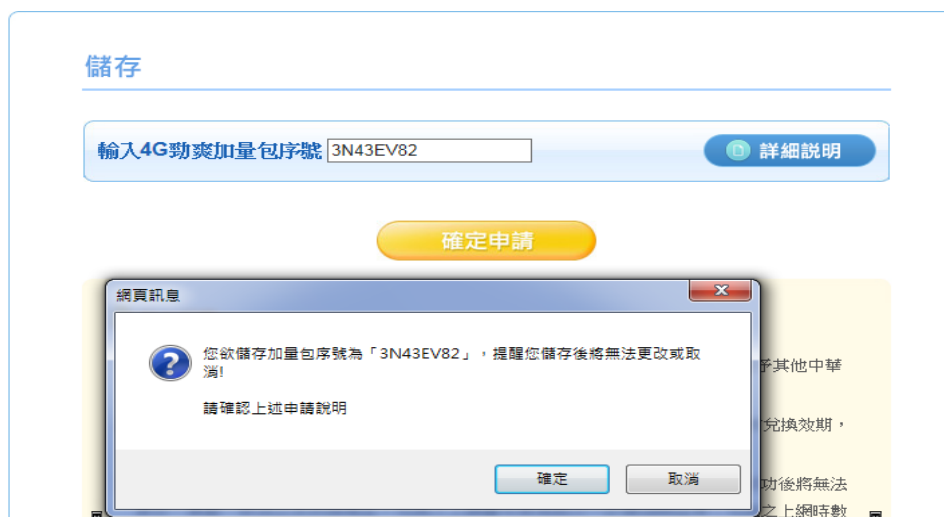 儲存
輸入4G勁爽加量包序號 3N43EV82 詳細說明
確定申請
網頁訊息
您欲儲存加量包序號為「3N43EV82」，提醒您儲存後將無法更改或取
消!
請確認上述申請說明
確定 取消
予其他中華
兌換效期，
功後將無法
之上網時數